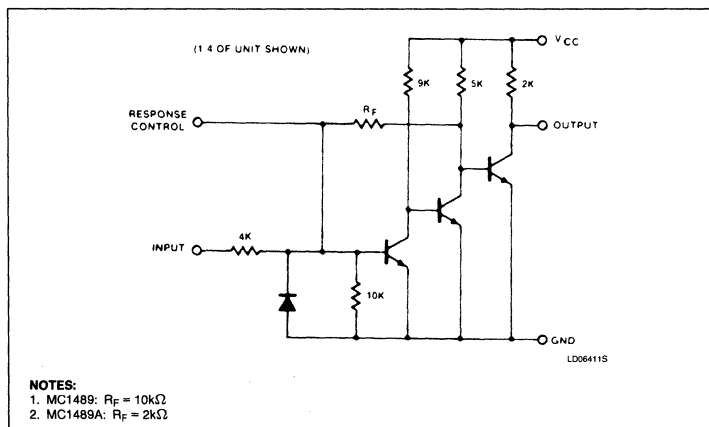 (1 4 OF UNIT SHOWN)
VCC
9K
5K
2K
RESPONSE
CONTROL
RF
OUTPUT
INPUT
4K
10K
GND
LD06411S
NOTES:
1. MC1489: RF = 10kΩ
2. MC1489A: RF = 2kΩ